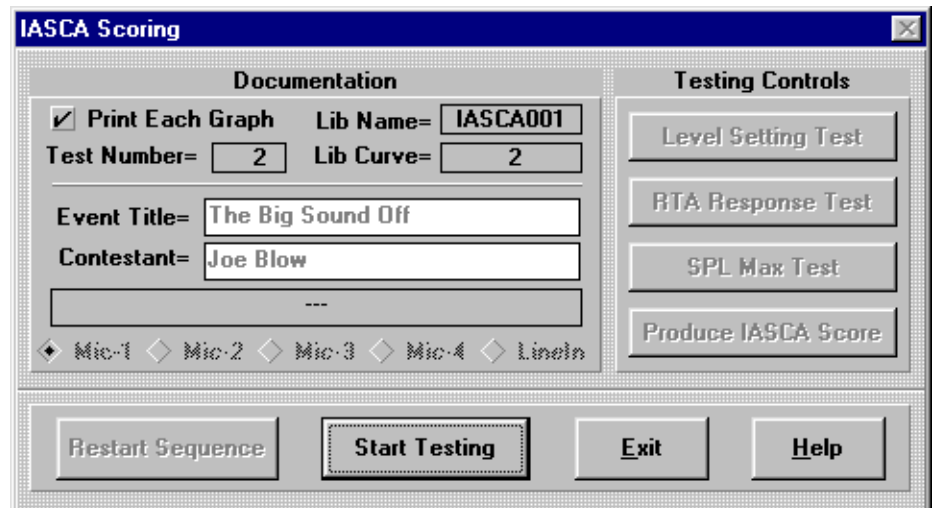 IASCA Scoring
Documentation
Print Each Graph Lib Name= IASCA001
Test Number= 2 Lib Curve= 2
Event Title= The Big Sound Off
Contestant= Joe Blow
---
Mic-1 Mic-2 Mic-3 Mic-4 LineIn
Testing Controls
Level Setting Test
RTA Response Test
SPL Max Test
Produce IASCA Score
Restart Sequence Start Testing Exit Help